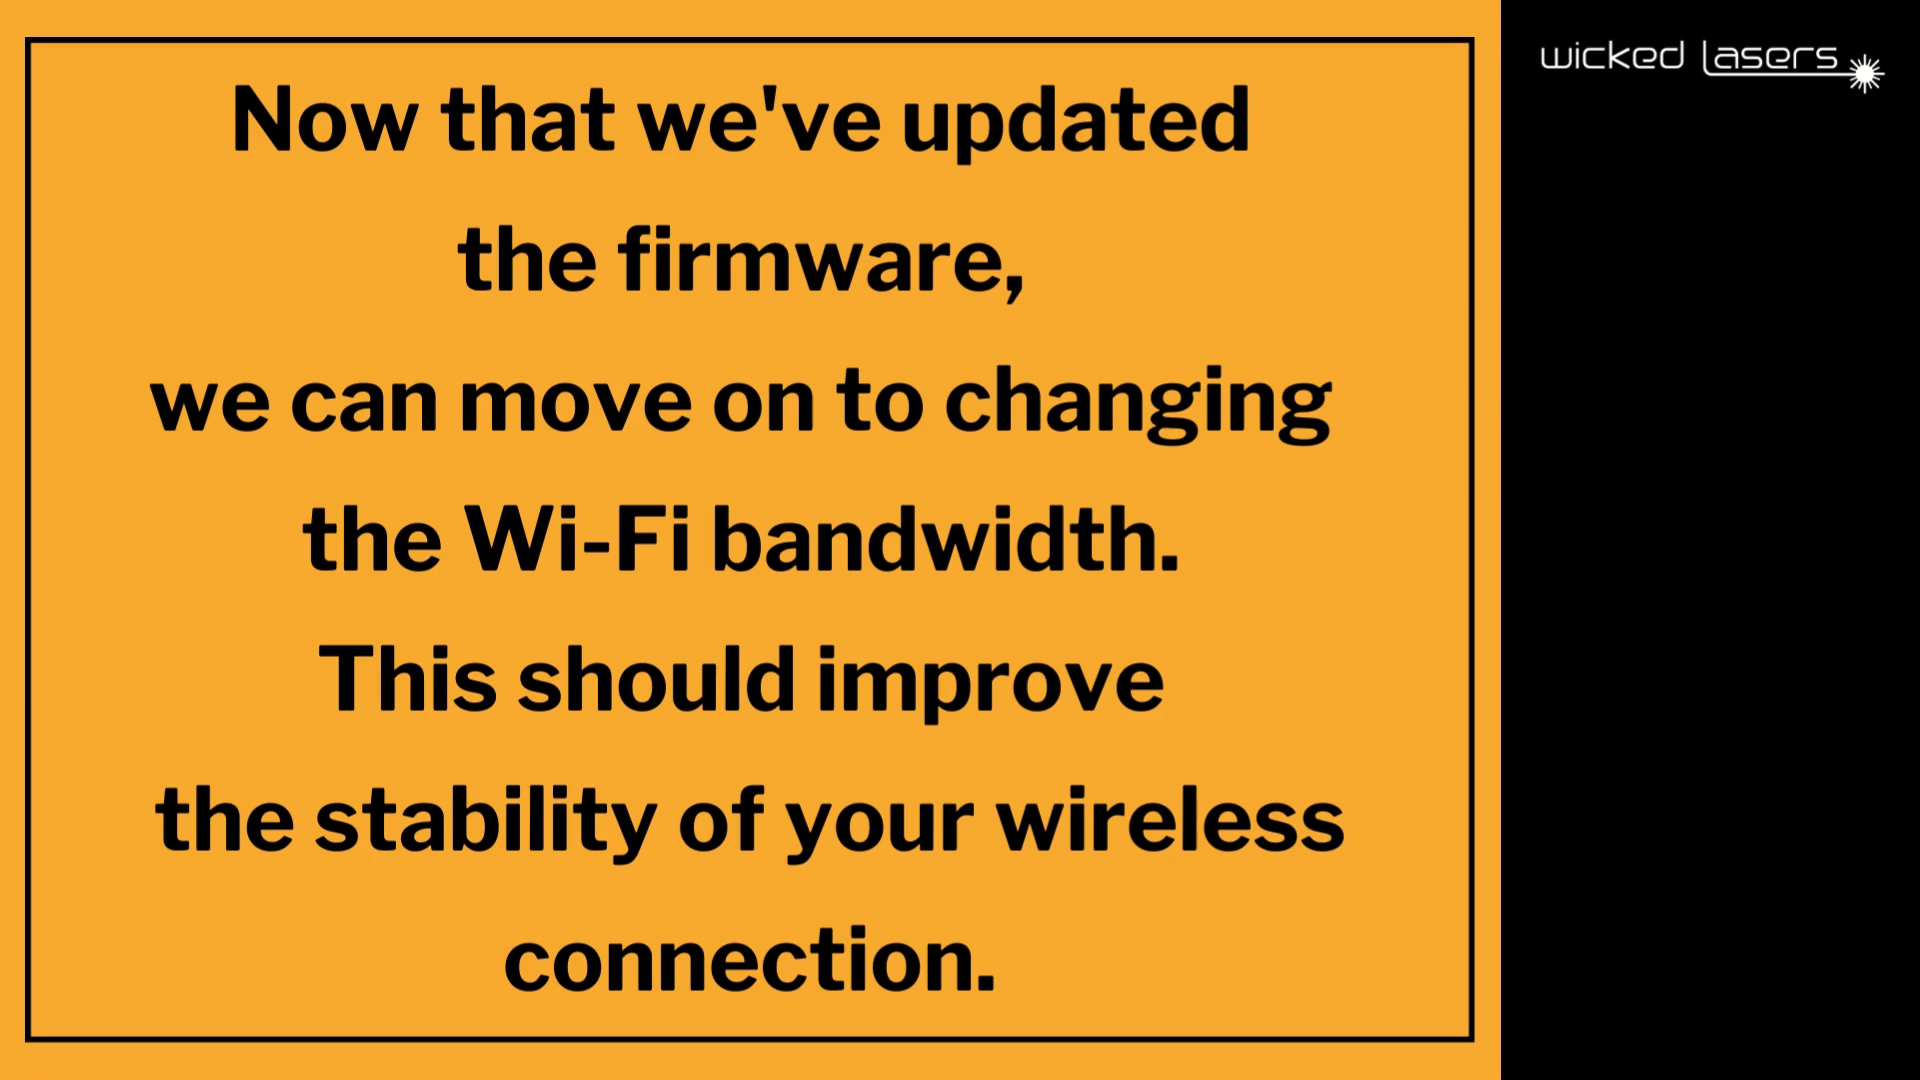 Now that we've updated
the firmware,
we can move on to changing
the Wi-Fi bandwidth.
This should improve
the stability of your wireless
connection.
wicked lasers